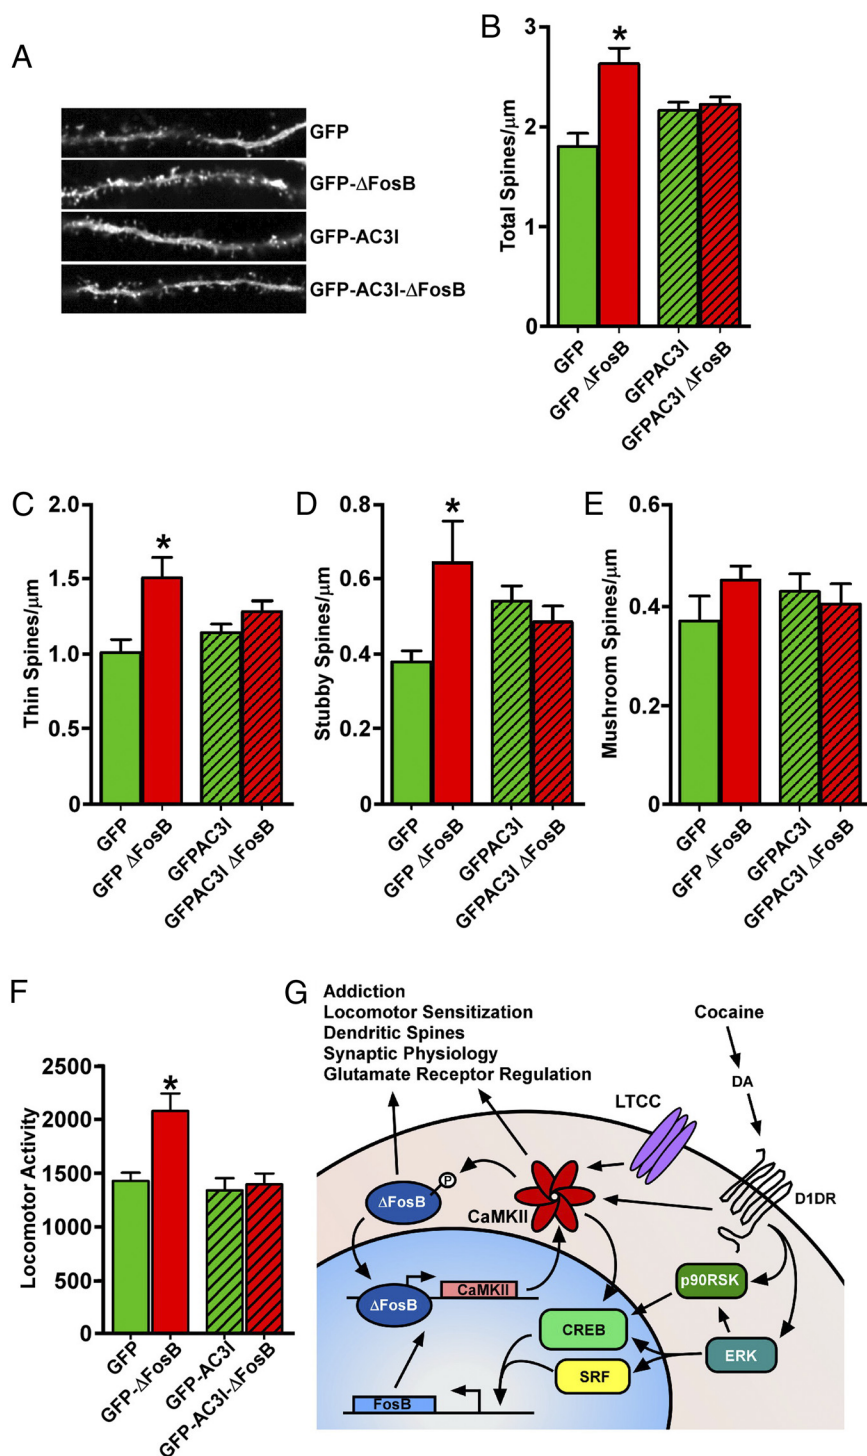 A
GFP
GFP-ΔFosB
GFP-AC3I
GFP-AC3I-ΔFosB
B
Total Spines/μm
3
2
1
0
*
GFP
GFP ΔFosB
GFPAC3I
GFPAC3I ΔFosB
C
Thin Spines/μm
2.0
1.5
1.0
0.5
0
*
GFP
GFP ΔFosB
GFPAC3I
GFPAC3I ΔFosB
D
Stubby Spines/μm
0.8
0.6
0.4
0.2
0
*
GFP
GFP ΔFosB
GFPAC3I
GFPAC3I ΔFosB
E
Mushroom Spines/μm
0.6
0.4
0.2
0
GFP
GFP ΔFosB
GFPAC3I
GFPAC3I ΔFosB
F
Locomotor Activity
2500
2000
1500
1000
500
0
*
GFP
GFP-ΔFosB
GFP-AC3I
GFP-AC3I-ΔFosB
G
Addiction
Locomotor Sensitization
Dendritic Spines
Synaptic Physiology
Glutamate Receptor Regulation
Cocaine
DA
LTCC
D1DR
P
ΔFosB
CaMKII
ΔFosB
CaMKII
p90RSK
CREB
ERK
SRF
FosB